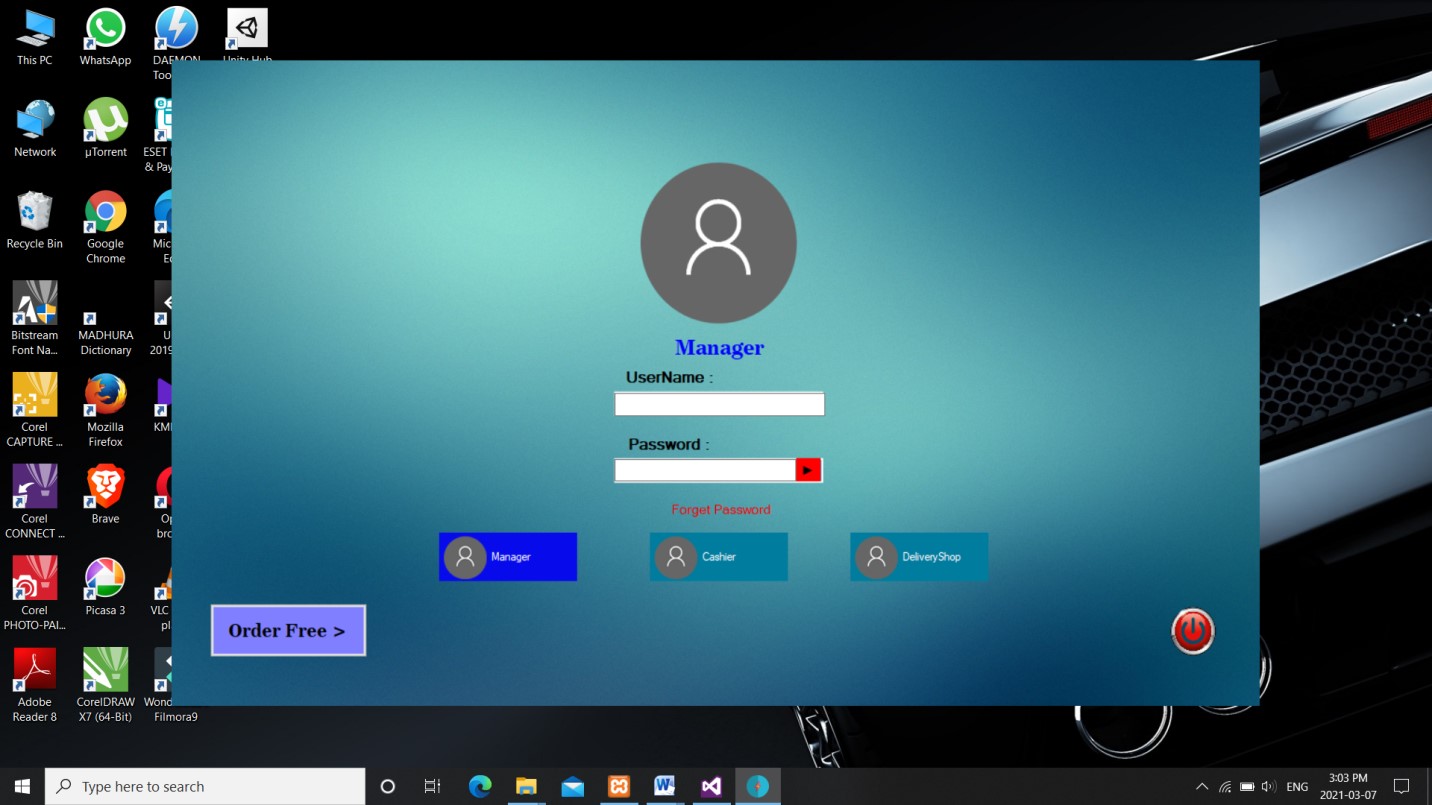 This PC
WhatsApp
DAEMON
Too
Unity Hub
Network
µTorrent
ESET
& Pay
Recycle Bin
Google
Chrome
Mic
Bitstream
Font Na...
MADHURA
Dictionary
U
2019
Corel
CAPTURE ...
Mozilla
Firefox
KM
Corel
CONNECT ...
Brave
Op
bro
Corel
PHOTO-PAI...
Picasa 3
VLC
pl
Adobe
Reader 8
CorelDRAW
X7 (64-Bit)
Wond
Filmora9
Manager
UserName :
Password :
Forget Password
Manager
Cashier
DeliveryShop
Order Free >
Type here to search
ENG
3:03 PM
2021-03-07